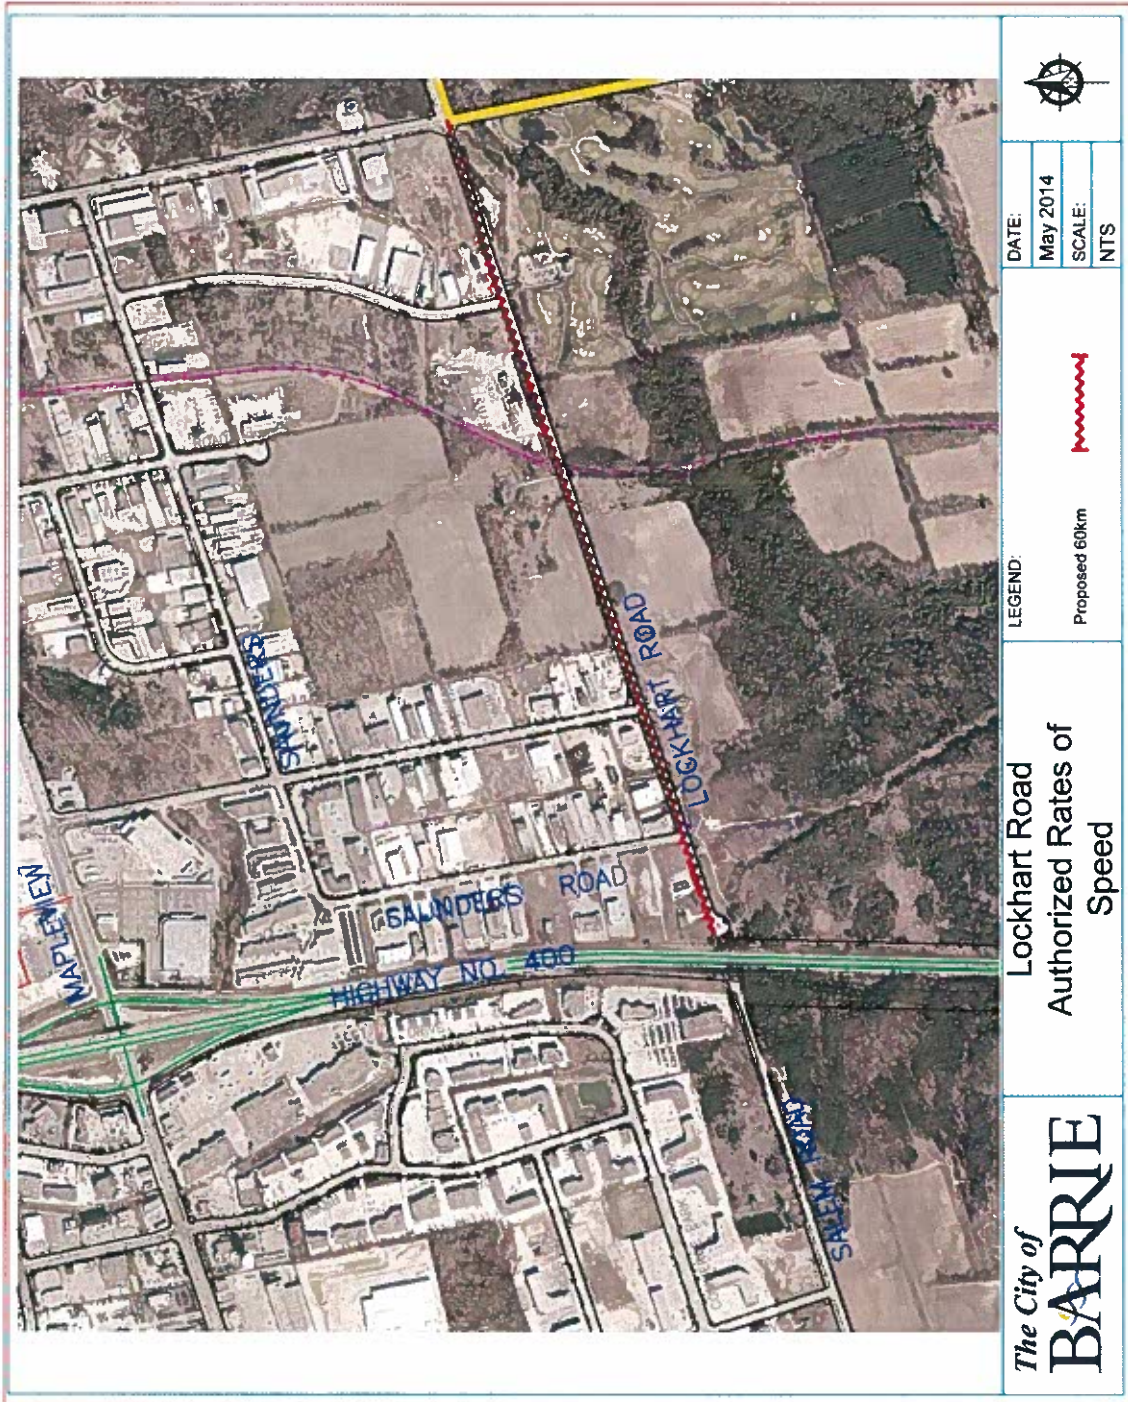 MAPLEVIEW
SAUNDERS
SAUNDERS ROAD
HIGHWAY NO. 400
LOCKHART ROAD
SALEM ROAD
The City of
BARRIE
Lockhart Road
Authorized Rates of
Speed
LEGEND:
Proposed 60km
DATE:
May 2014
SCALE:
NTS